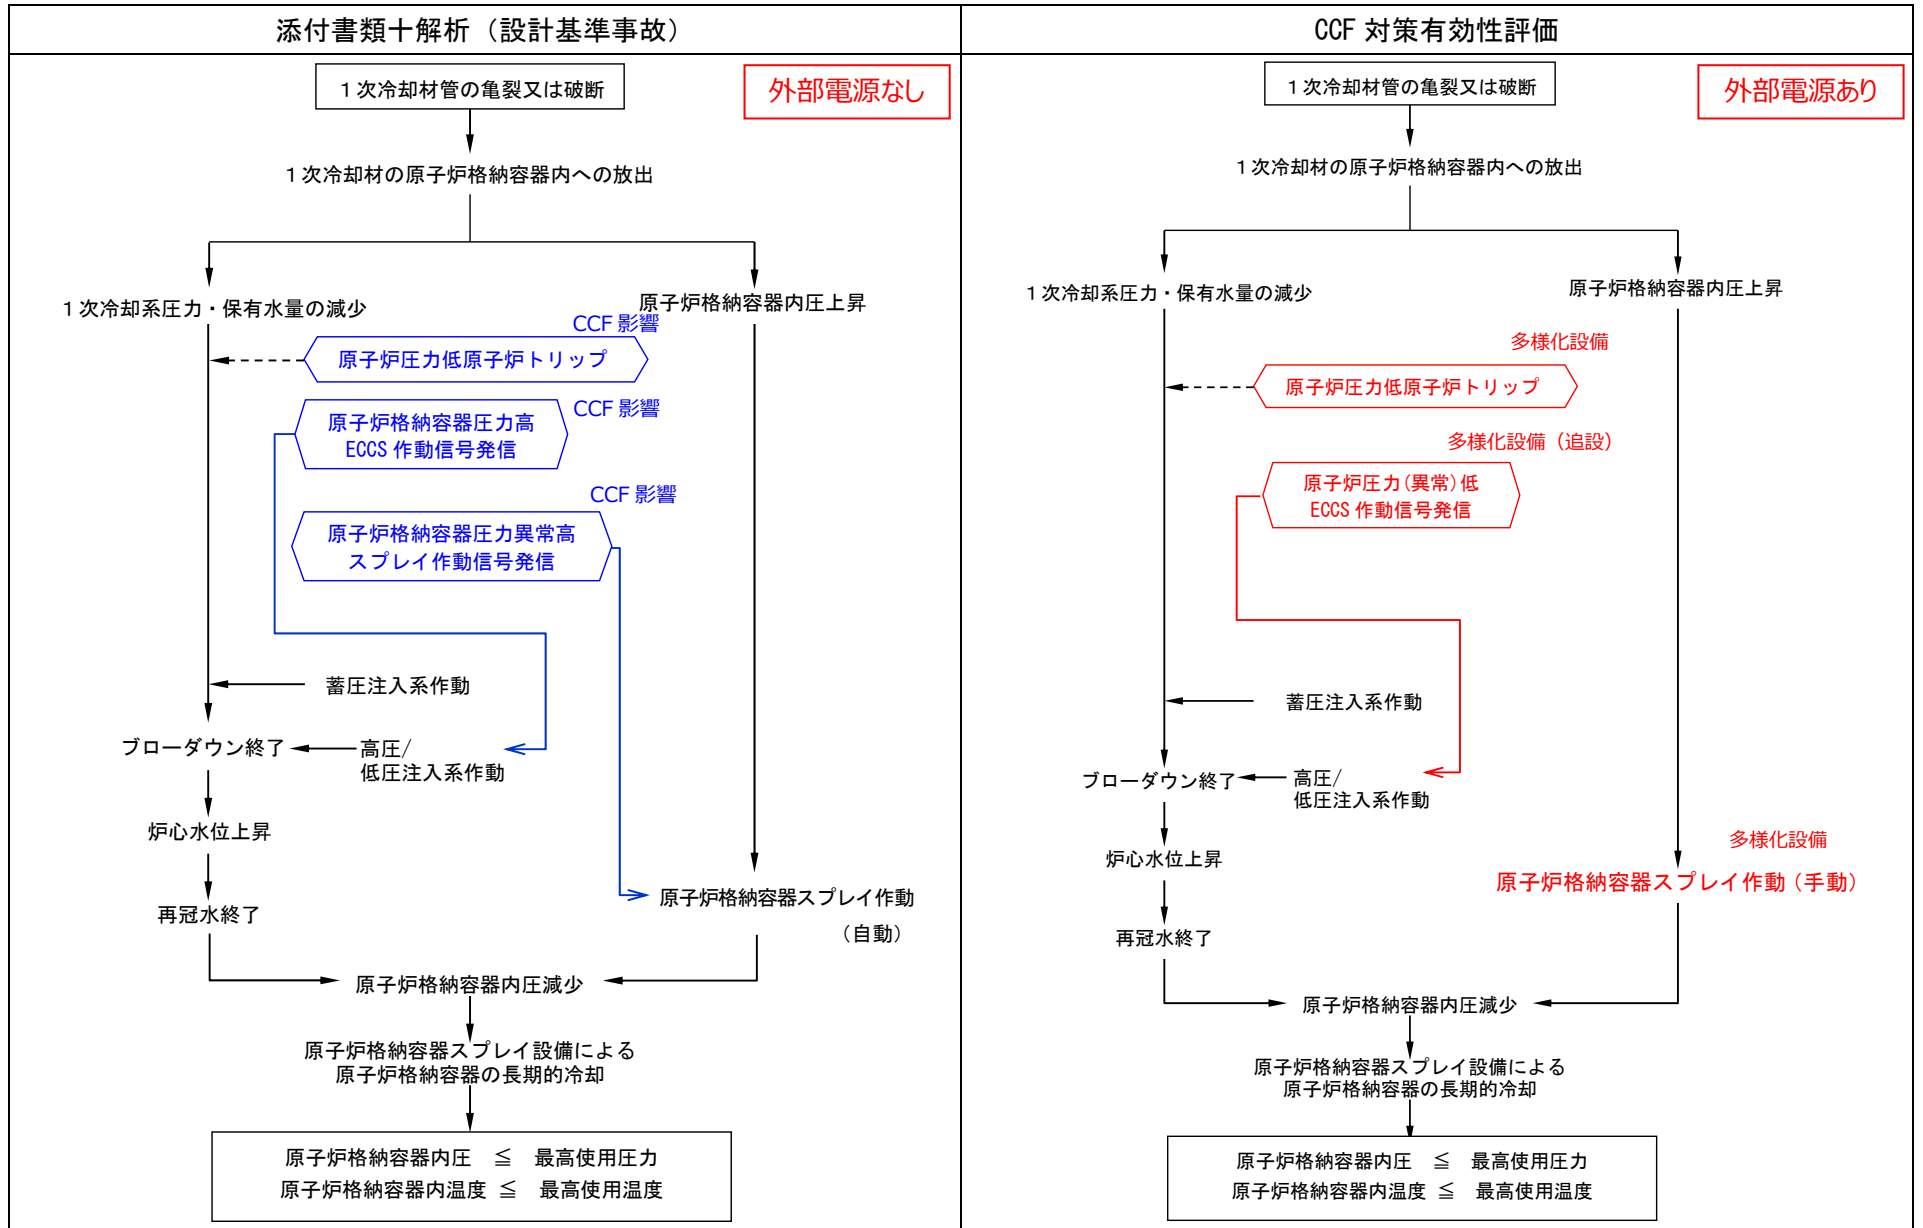 添付書類十解析（設計基準事故）
外部電源なし
１次冷却材管の亀裂又は破断
１次冷却材の原子炉格納容器内への放出
１次冷却系圧力・保有水量の減少
原子炉格納容器内圧上昇
CCF 影響
原子炉圧力低原子炉トリップ
CCF 影響
原子炉格納容器圧力高
ECCS 作動信号発信
CCF 影響
原子炉格納容器圧力異常高
スプレイ作動信号発信
蓄圧注入系作動
ブローダウン終了
高圧/
低圧注入系作動
炉心水位上昇
再冠水終了
原子炉格納容器スプレイ作動
（自動）
原子炉格納容器内圧減少
原子炉格納容器スプレイ設備による
原子炉格納容器の長期的冷却
原子炉格納容器内圧 ≦ 最高使用圧力
原子炉格納容器内温度 ≦ 最高使用温度
CCF 対策有効性評価
外部電源あり
１次冷却材管の亀裂又は破断
１次冷却材の原子炉格納容器内への放出
１次冷却系圧力・保有水量の減少
原子炉格納容器内圧上昇
多様化設備
原子炉圧力低原子炉トリップ
多様化設備（追設）
原子炉圧力(異常)低
ECCS 作動信号発信
蓄圧注入系作動
ブローダウン終了
高圧/
低圧注入系作動
炉心水位上昇
多様化設備
原子炉格納容器スプレイ作動（手動）
再冠水終了
原子炉格納容器内圧減少
原子炉格納容器スプレイ設備による
原子炉格納容器の長期的冷却
原子炉格納容器内圧 ≦ 最高使用圧力
原子炉格納容器内温度 ≦ 最高使用温度